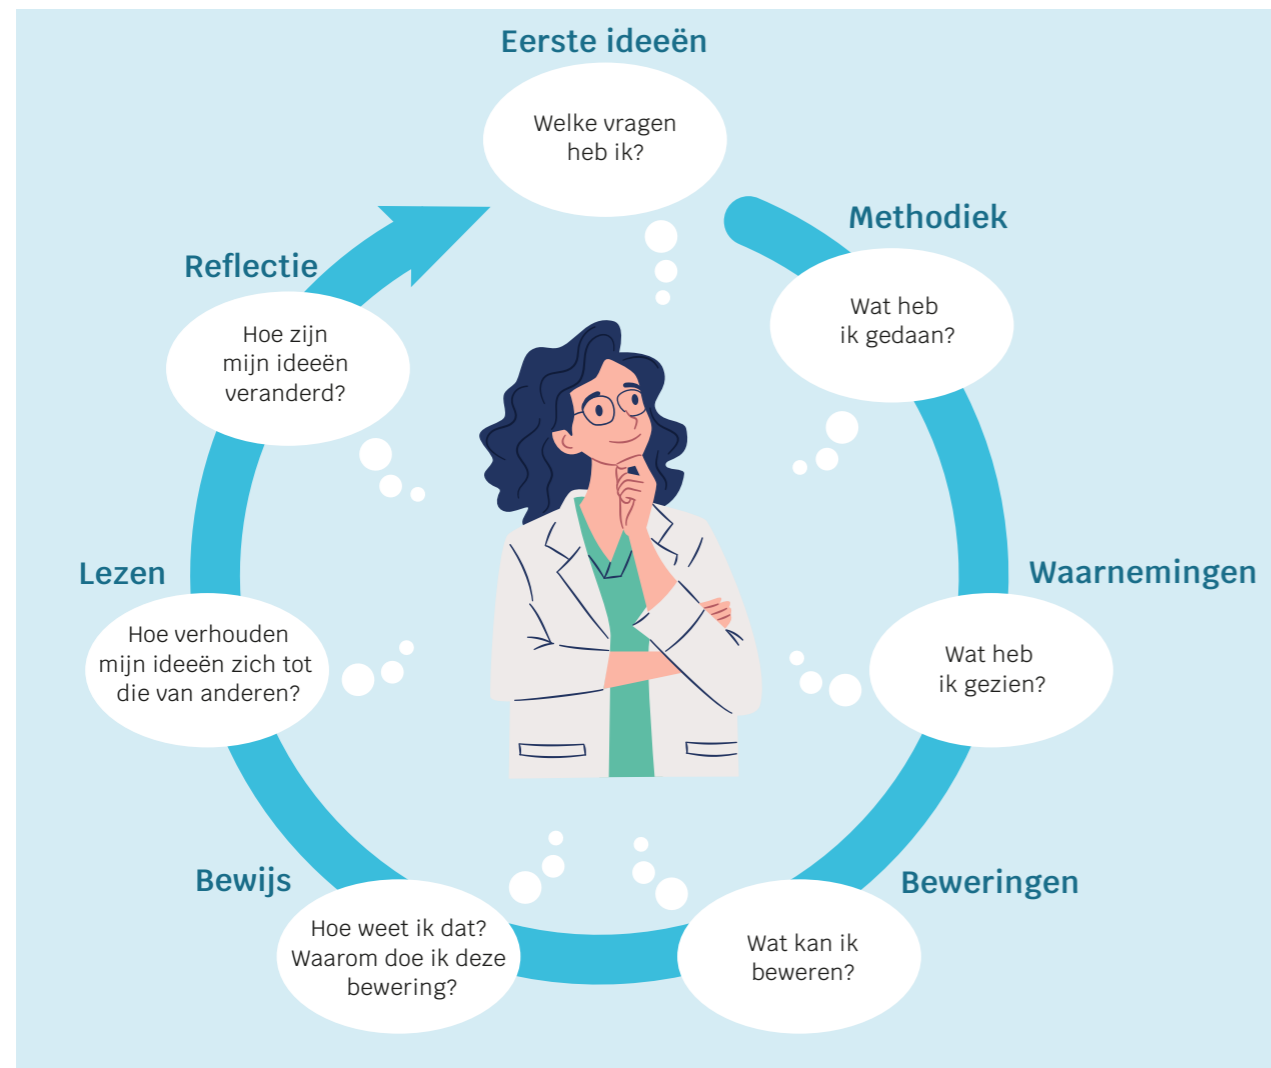 Eerste ideeën
Welke vragen
heb ik?
Methodiek
Wat heb
ik gedaan?
Waarnemingen
Wat heb
ik gezien?
Beweringen
Wat kan ik
beweren?
Bewijs
Hoe weet ik dat?
Waarom doe ik deze
bewering?
Lezen
Hoe verhouden
mijn ideeën zich tot
die van anderen?
Reflectie
Hoe zijn
mijn ideeën
veranderd?